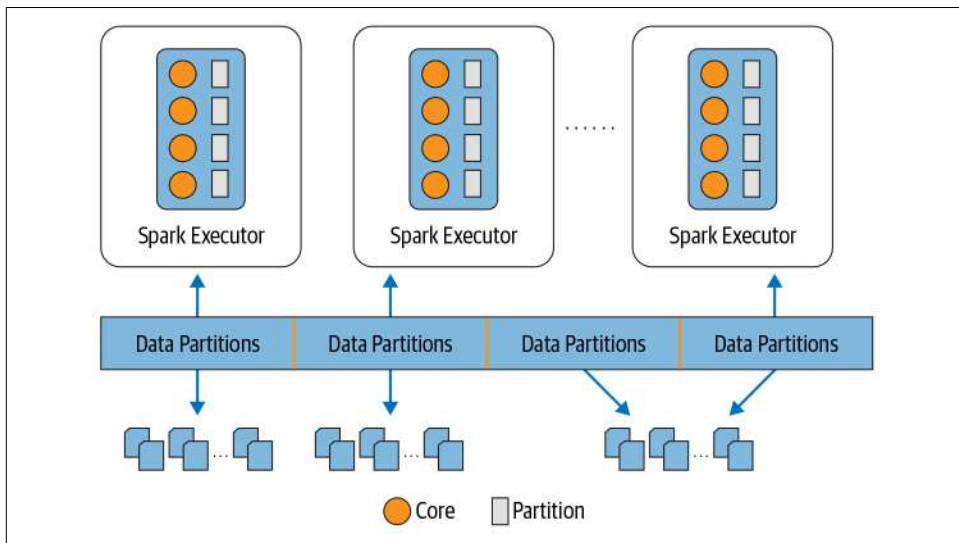 Spark Executor
Spark Executor
......
Spark Executor
Data Partitions
Data Partitions
Data Partitions
Data Partitions
...
...
...
Core
Partition